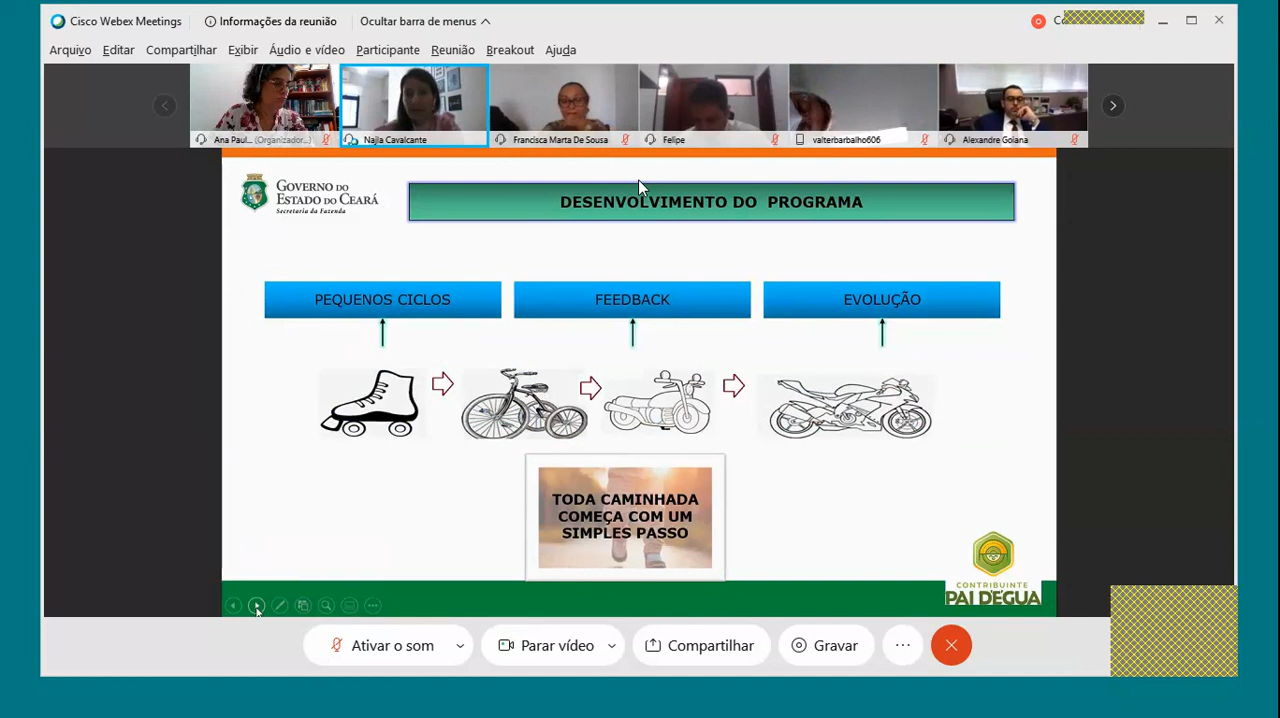 Cisco Webex Meetings
Informações da reunião
Ocultar barra de menus
Arquivo Editar Compartilhar Exibir Áudio e vídeo Participante Reunião Breakout Ajuda
Ana Paul... (Organizador...)
Najla Cavalcante
Francisca Marta De Sousa
Felipe
valterbarbalho606
Alexandre Goiana
GOVERNO DO
ESTADO DO CEARÁ
Secretaria da Fazenda
DESENVOLVIMENTO DO PROGRAMA
PEQUENOS CICLOS
FEEDBACK
EVOLUÇÃO
TODA CAMINHADA
COMEÇA COM UM
SIMPLES PASSO
CONTRIBUINTE
PAI D'ÉGUA
Ativar o som
Parar vídeo
Compartilhar
Gravar